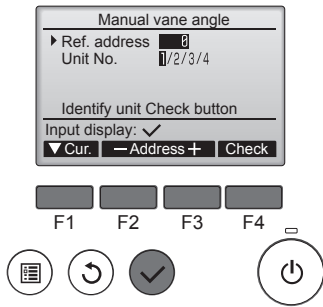 Manual vane angle
Ref. address 0
Unit No. 1/2/3/4
Identify unit Check button
Input display: ✓
▼ Cur. − Address + Check
F1 F2 F3 F4